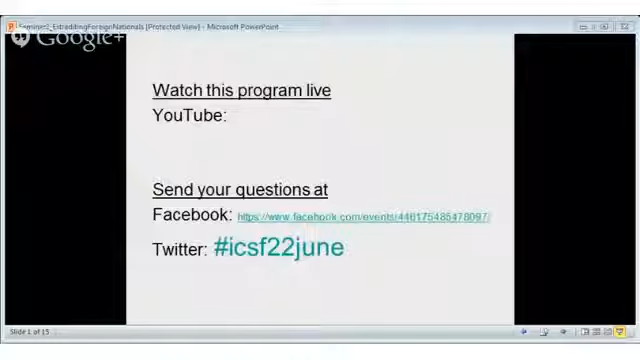 Seminar2_ExtraditingForeignNationals [Protected View] - Microsoft PowerPoint
Google+
Watch this program live
YouTube:
Send your questions at
Facebook: https://www.facebook.com/events/446175485478097/
Twitter: #icsf22june
Slide 1 of 15